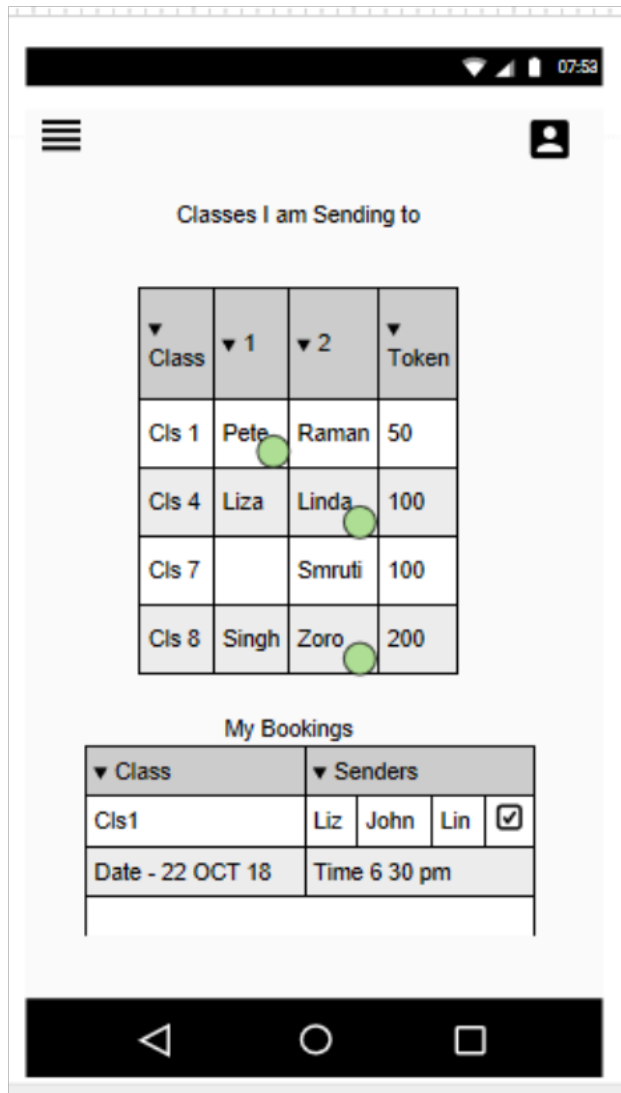 07:53
Classes I am Sending to
▼ Class ▼ 1 ▼ 2 ▼ Token
Cls 1 Pete Raman 50
Cls 4 Liza Linda 100
Cls 7 Smruti 100
Cls 8 Singh Zoro 200
My Bookings
▼ Class ▼ Senders
Cls1 Liz John Lin
Date - 22 OCT 18 Time 6 30 pm